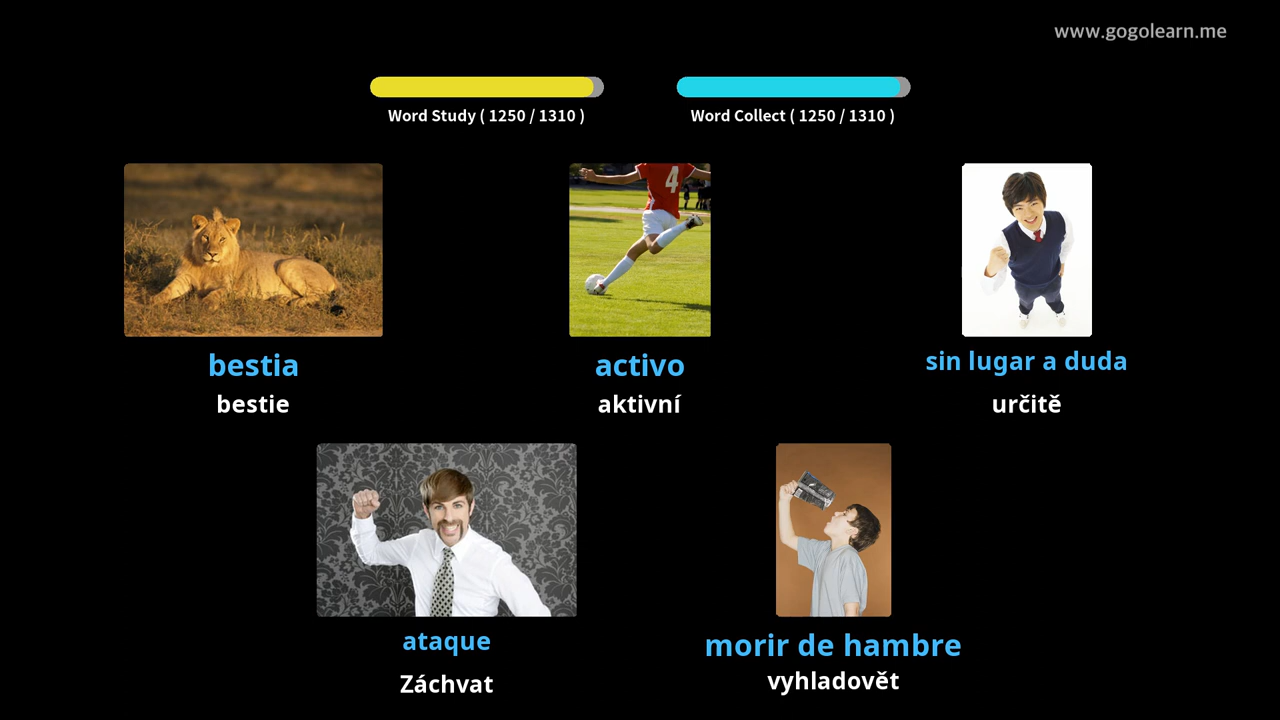 www.gogolearn.me
Word Study ( 1250 / 1310 )
Word Collect ( 1250 / 1310 )
4
bestia
bestie
activo
aktivní
sin lugar a duda
určitě
ataque
Záchvat
morir de hambre
vyhladovět